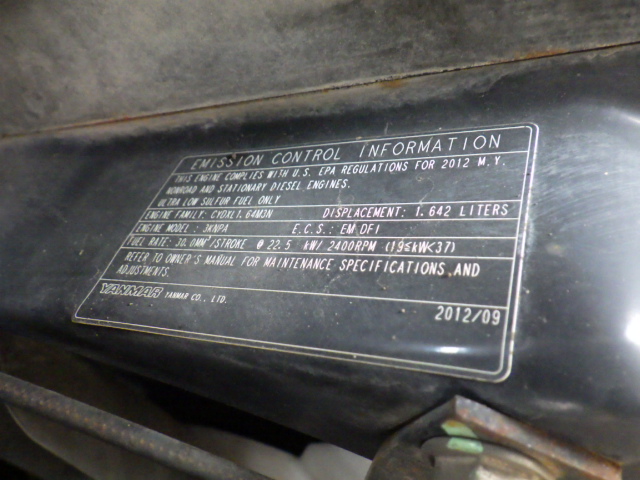 EMISSION CONTROL INFORMATION
THIS ENGINE COMPLIES WITH U.S. EPA REGULATIONS FOR 2012 M.Y.
NONROAD AND STATIONARY DIESEL ENGINES.
ULTRA LOW SULFUR FUEL ONLY
ENGINE FAMILY: CYDXL1.64M3N DISPLACEMENT: 1.642 LITERS
ENGINE MODEL: 3KNPA E.C.S.: EM DFI
FUEL RATE: 30.0MM³/STROKE @ 22.5 kW/ 2400RPM (19≤kW<37)
REFER TO OWNER'S MANUAL FOR MAINTENANCE SPECIFICATIONS AND
ADJUSTMENTS.
YANMAR YANMAR CO., LTD. 2012/09